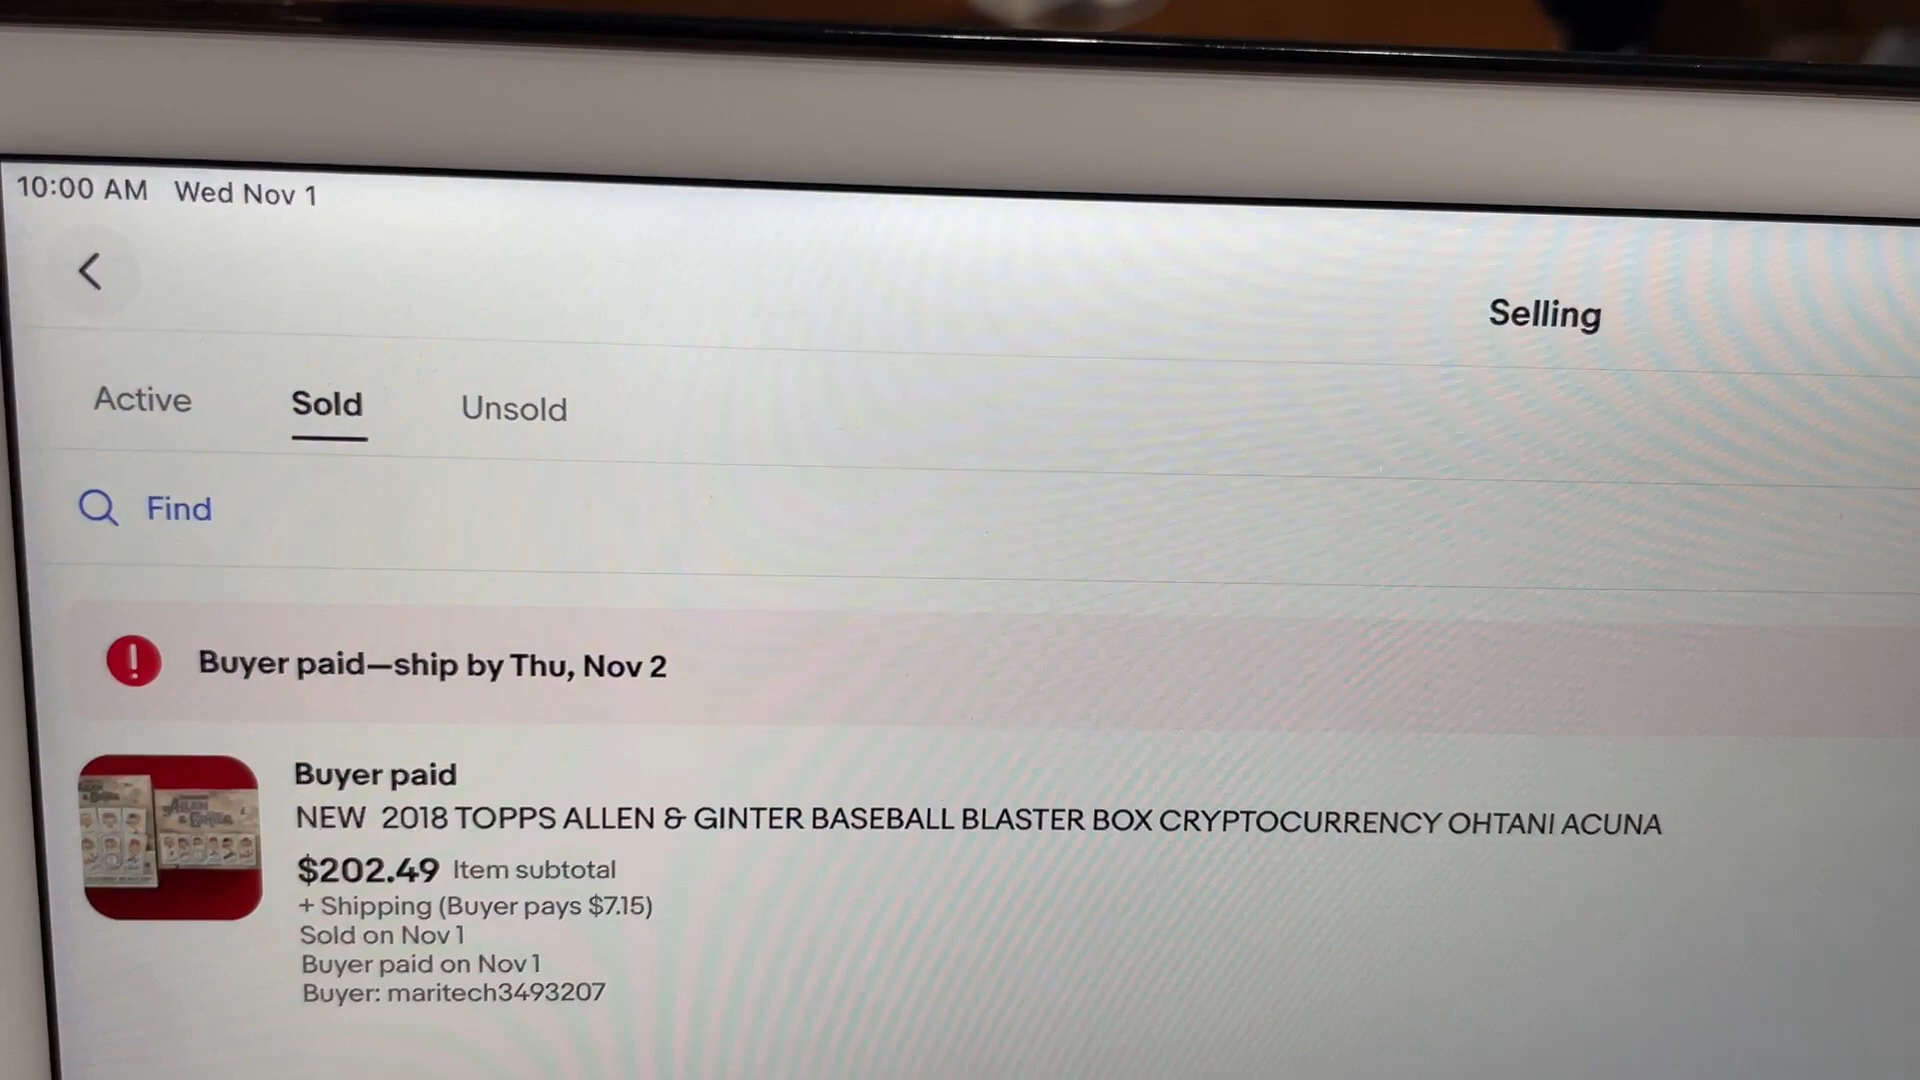 10:00 AM Wed Nov 1
Selling
Active Sold Unsold
Find
Buyer paid—ship by Thu, Nov 2
Buyer paid
NEW 2018 TOPPS ALLEN & GINTER BASEBALL BLASTER BOX CRYPTOCURRENCY OHTANI ACUNA
$202.49 Item subtotal
+ Shipping (Buyer pays $7.15)
Sold on Nov 1
Buyer paid on Nov 1
Buyer: maritech3493207
ALLEN
& Ginter